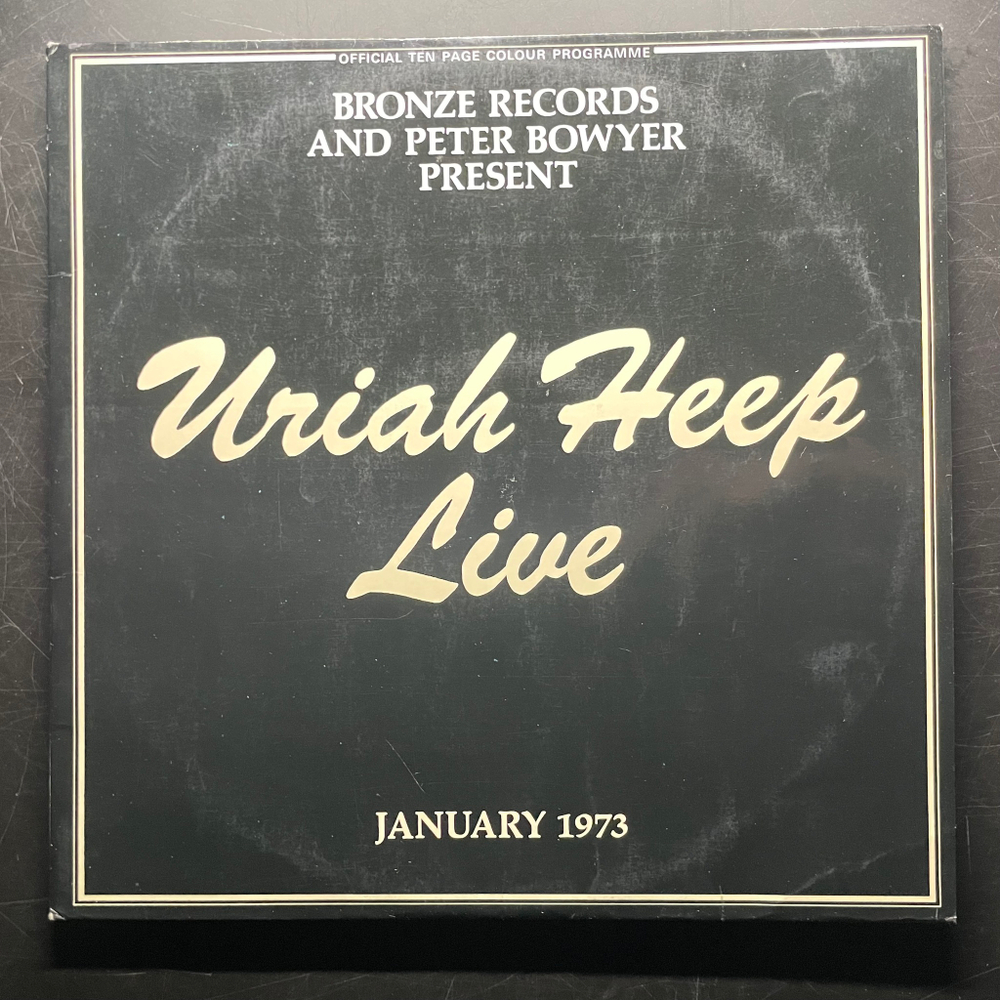 OFFICIAL TEN PAGE COLOUR PROGRAMME
BRONZE RECORDS
AND PETER BOWYER
PRESENT
Uriah Heep
Live
JANUARY 1973